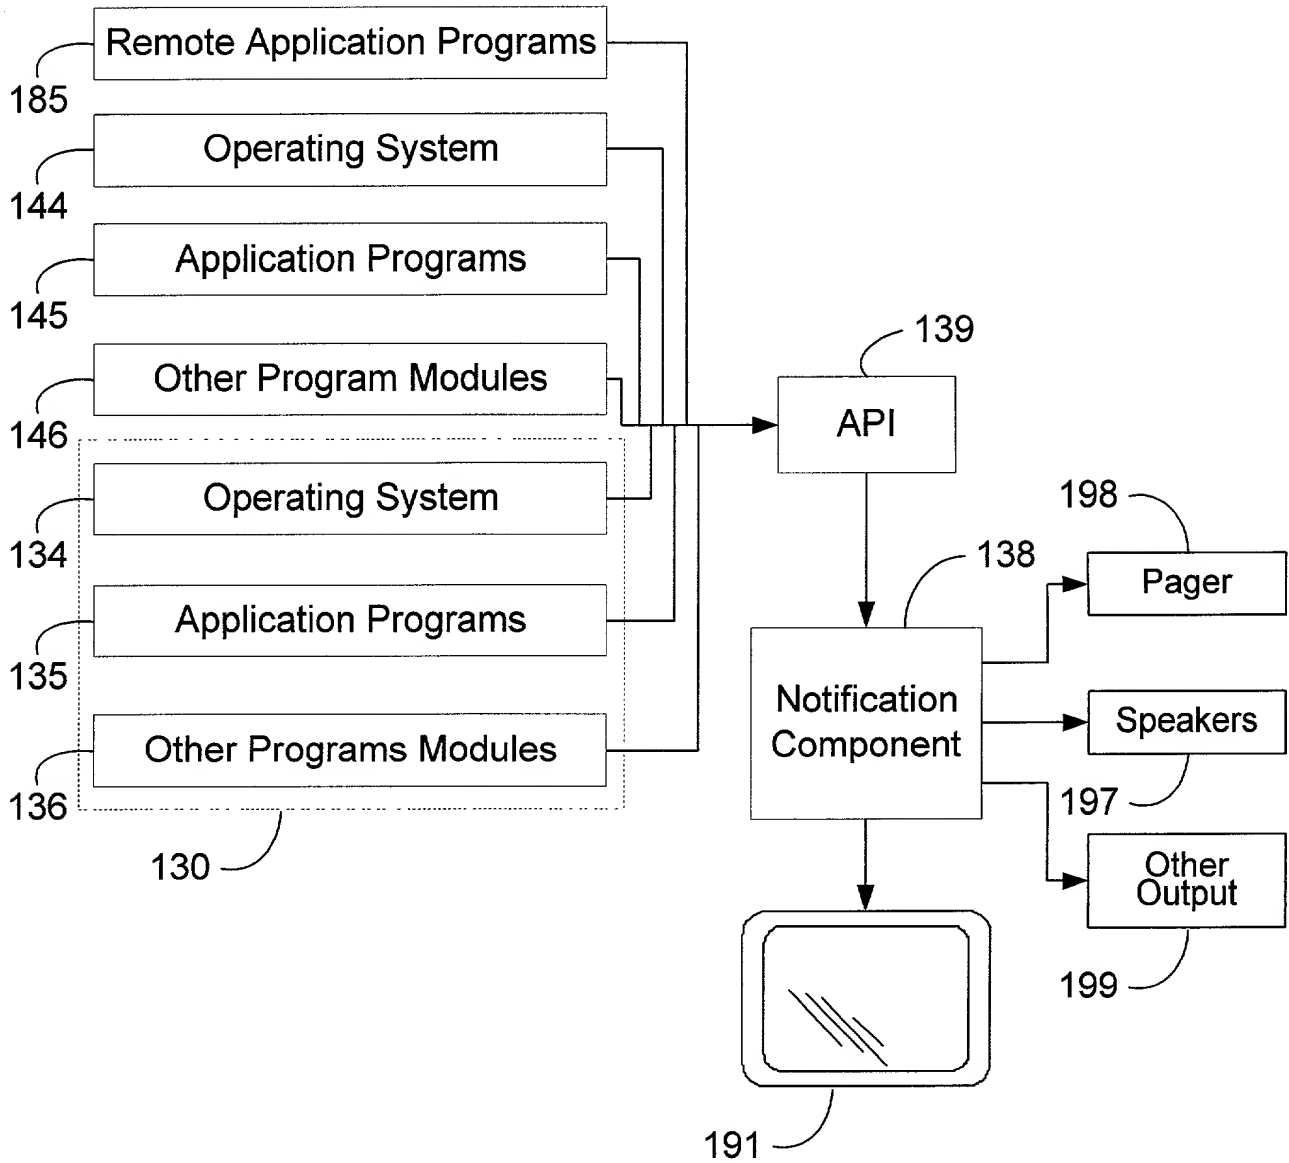 Remote Application Programs
185
Operating System
144
Application Programs
145
139
Other Program Modules
146
API
Operating System
134
198
138
Pager
Application Programs
135
Notification
Component
Speakers
Other Programs Modules
136
197
130
Other
Output
199
191